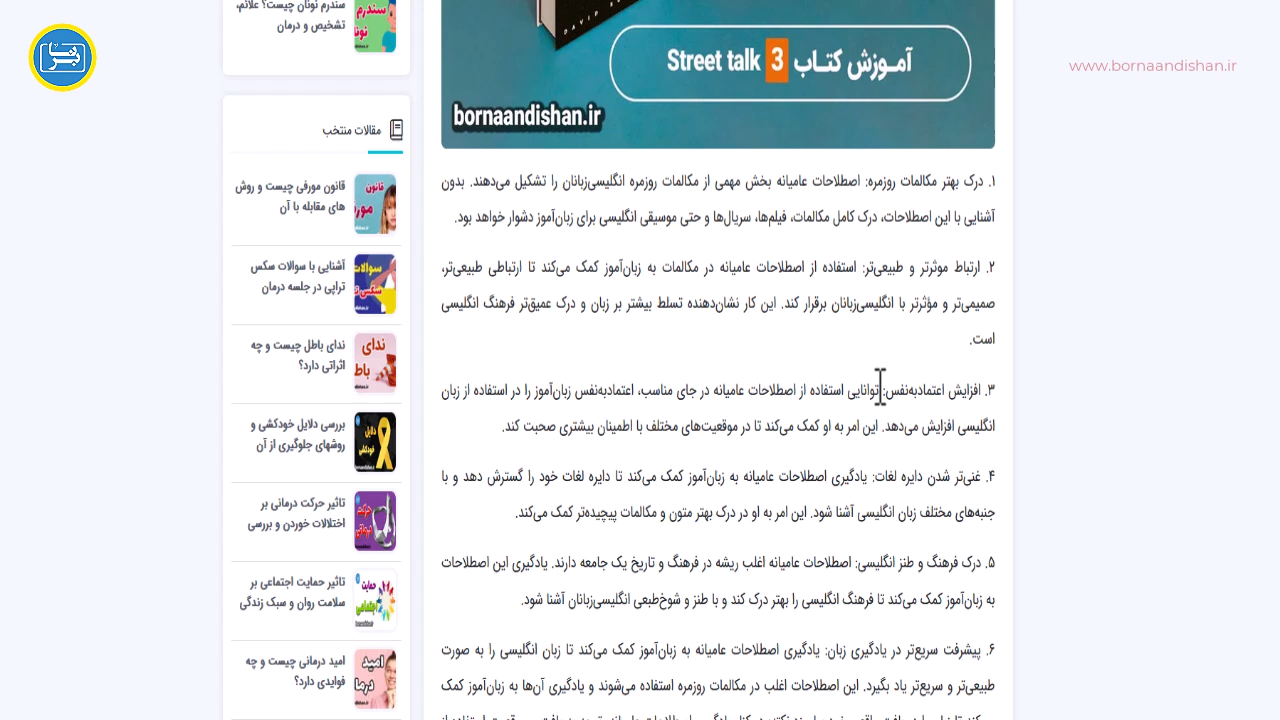 سندرم نونان چیست؟ علائم،
تشخیص و درمان
سندرم
برنا
www.bornaandishan.ir
DAVID
آمـوزش کتـاب Street talk 3
bornaandishan.ir
مقالات منتخب
قانون مورفی چیست و روش
های مقابله با آن
قانون
آشنایی با سوالات سکس
تراپی در جلسه درمان
ندای باطل چیست و چه
اثراتی دارد؟
ندای
بررسی دلایل خودکشی و
روشهای جلوگیری از آن
دلایل
خودکشی
تاثیر حرکت درمانی بر
اختلالات خوردن و بررسی
حرکت
تاثیر حمایت اجتماعی بر
سلامت روان و سبک زندگی
حمایت
اجتماعی
امید درمانی چیست و چه
فوایدی دارد؟
امید
۱. درک بهتر مکالمات روزمره: اصطلاحات عامیانه بخش مهمی از مکالمات روزمره انگلیسی‌زبانان را تشکیل می‌دهند. بدون
آشنایی با این اصطلاحات، درک کامل مکالمات، فیلم‌ها، سریال‌ها و حتی موسیقی انگلیسی برای زبان‌آموز دشوار خواهد بود.
۲. ارتباط موثرتر و طبیعی‌تر: استفاده از اصطلاحات عامیانه در مکالمات به زبان‌آموز کمک می‌کند تا ارتباطی طبیعی‌تر،
صمیمی‌تر و مؤثرتر با انگلیسی‌زبانان برقرار کند. این کار نشان‌دهنده تسلط بیشتر بر زبان و درک عمیق‌تر فرهنگ انگلیسی
است.
۳. افزایش اعتمادبه‌نفس: توانایی استفاده از اصطلاحات عامیانه در جای مناسب، اعتمادبه‌نفس زبان‌آموز را در استفاده از زبان
انگلیسی افزایش می‌دهد. این امر به او کمک می‌کند تا در موقعیت‌های مختلف با اطمینان بیشتری صحبت کند.
۴. غنی‌تر شدن دایره لغات: یادگیری اصطلاحات عامیانه به زبان‌آموز کمک می‌کند تا دایره لغات خود را گسترش دهد و با
جنبه‌های مختلف زبان انگلیسی آشنا شود. این امر به او در درک بهتر متون و مکالمات پیچیده‌تر کمک می‌کند.
۵. درک فرهنگ و طنز انگلیسی: اصطلاحات عامیانه اغلب ریشه در فرهنگ و تاریخ یک جامعه دارند. یادگیری این اصطلاحات
به زبان‌آموز کمک می‌کند تا فرهنگ انگلیسی را بهتر درک کند و با طنز و شوخ‌طبعی انگلیسی‌زبانان آشنا شود.
۶. پیشرفت سریع‌تر در یادگیری زبان: یادگیری اصطلاحات عامیانه به زبان‌آموز کمک می‌کند تا زبان انگلیسی را به صورت
طبیعی‌تر و سریع‌تر یاد بگیرد. این اصطلاحات اغلب در مکالمات روزمره استفاده می‌شوند و یادگیری آن‌ها به زبان‌آموز کمک